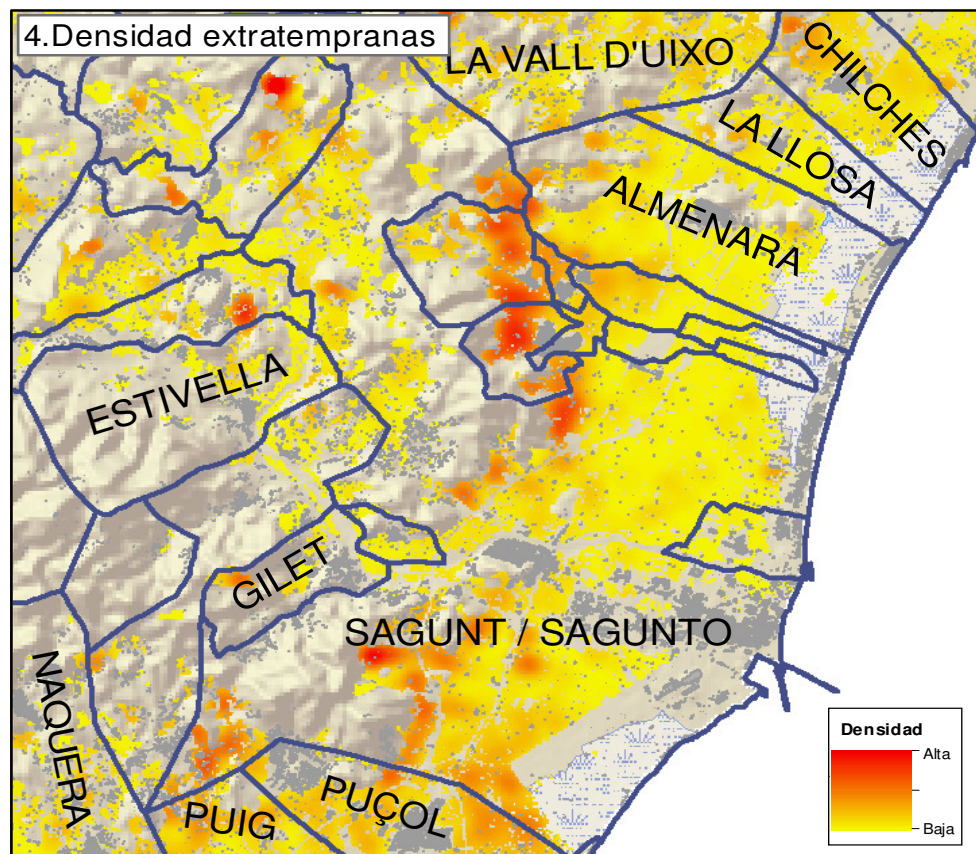 4.Densidad extratempranas
LA VALL D'UIXO
CHILCHES
LA LLOSA
ALMENARA
ESTIVELLA
GILET
SAGUNT / SAGUNTO
NAQUERA
PUIG
PUÇOL
Densidad
Alta
Baja